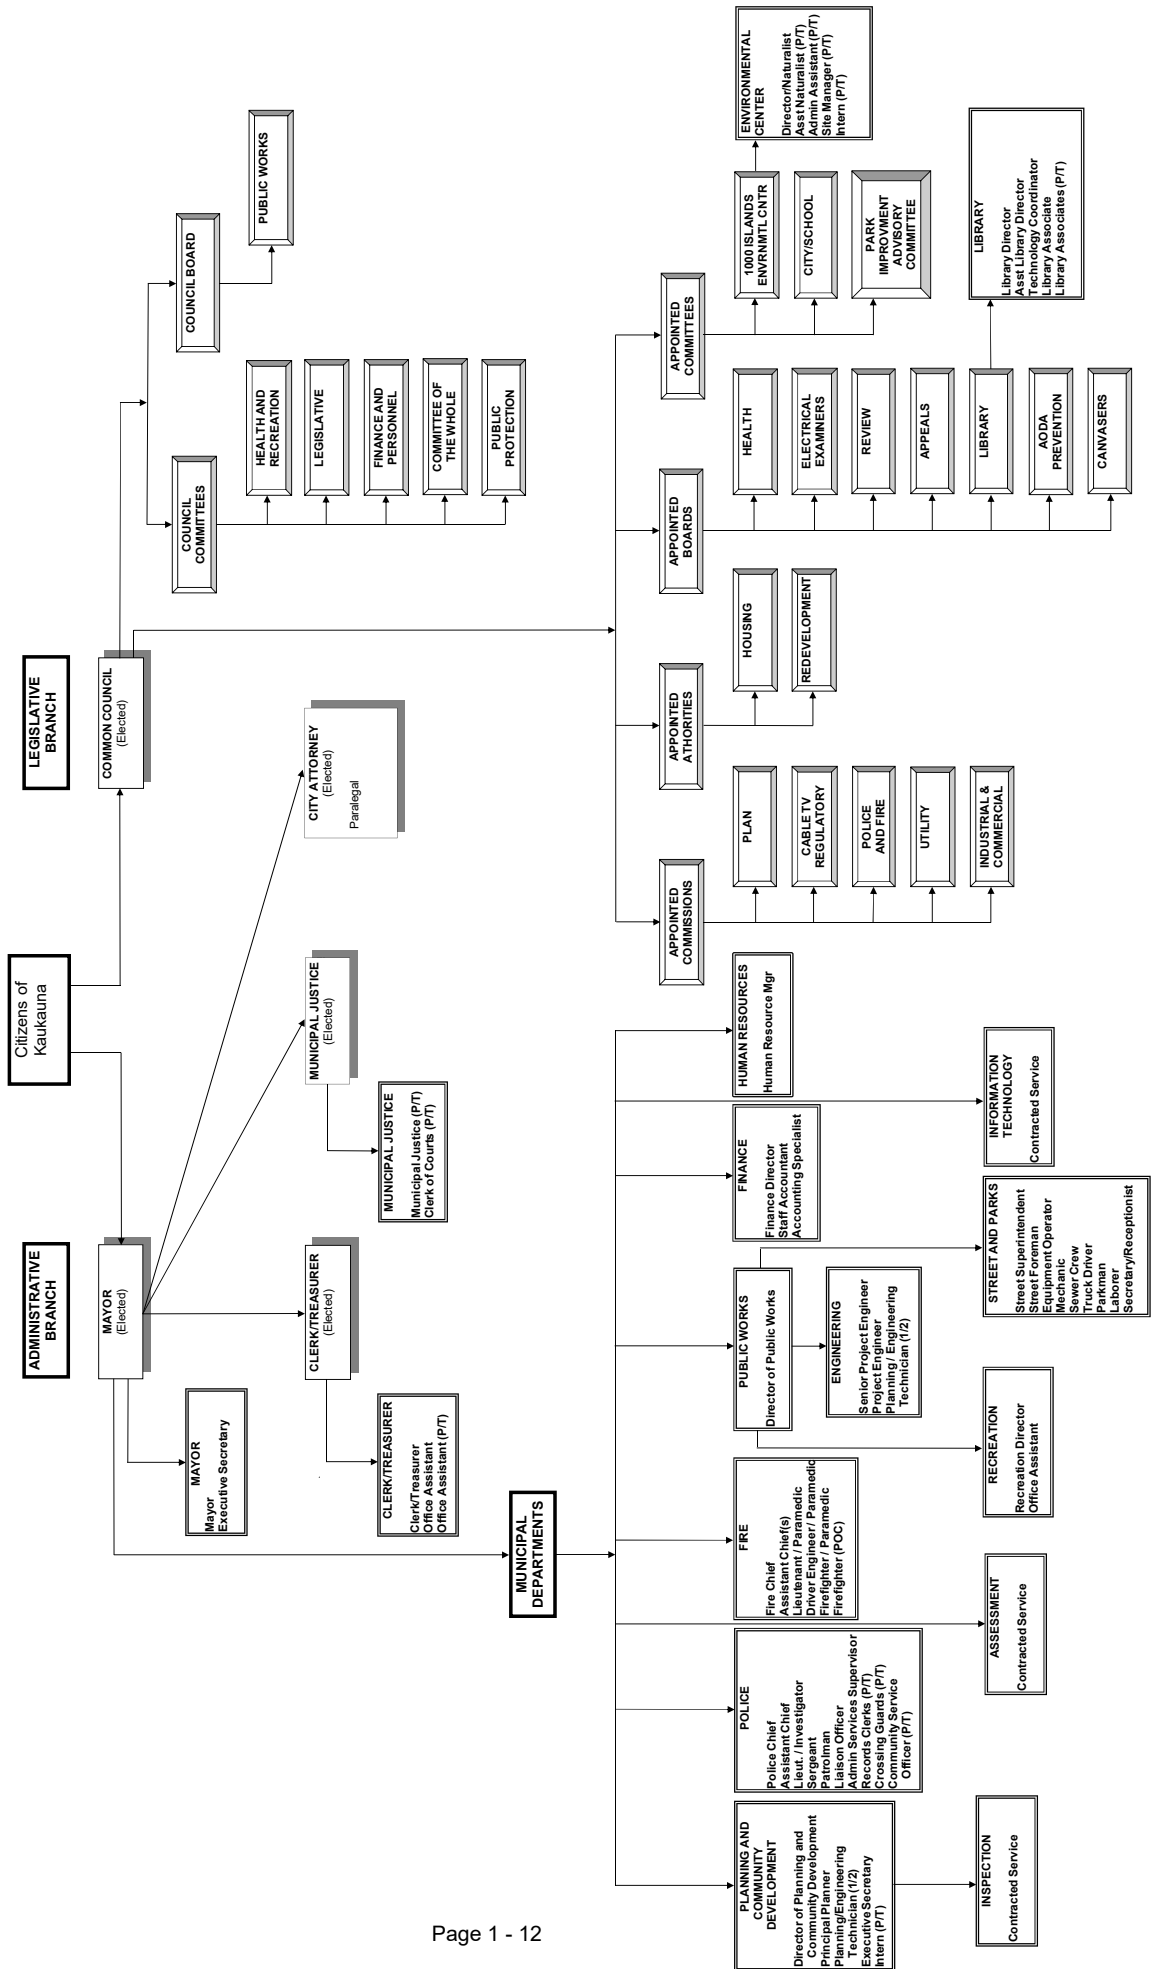 Citizens of
Kaukauna
ADMINISTRATIVE
BRANCH
LEGISLATIVE
BRANCH
MAYOR
(Elected)
COMMON COUNCIL
(Elected)
MAYOR
Mayor
Executive Secretary
CLERK/TREASURER
(Elected)
MUNICIPAL JUSTICE
(Elected)
CITY ATTORNEY
(Elected)
Paralegal
CLERK/TREASURER
Clerk/Treasurer
Office Assistant
Office Assistant (P/T)
MUNICIPAL JUSTICE
Municipal Justice (P/T)
Clerk of Courts (P/T)
COUNCIL
COMMITTEES
COUNCIL BOARD
HEALTH AND
RECREATION
LEGISLATIVE
FINANCE AND
PERSONNEL
COMMITTEE OF
THE WHOLE
PUBLIC
PROTECTION
PUBLIC WORKS
MUNICIPAL
DEPARTMENTS
PLANNING AND
COMMUNITY
DEVELOPMENT
Director of Planning and
Community Development
Principal Planner
Planning/Engineering
Technician (1/2)
Executive Secretary
Intern (P/T)
POLICE
Police Chief
Assistant Chief
Lieut. / Investigator
Sergeant
Patrolman
Liaison Officer
Admin Services Supervisor
Records Clerks (P/T)
Crossing Guards (P/T)
Community Service
Officer (P/T)
FIRE
Fire Chief
Assistant Chief(s)
Lieutenant / Paramedic
Driver Engineer / Paramedic
Firefighter / Paramedic
Firefighter (POC)
PUBLIC WORKS
Director of Public Works
FINANCE
Finance Director
Staff Accountant
Accounting Specialist
HUMAN RESOURCES
Human Resource Mgr
ENGINEERING
Senior Project Engineer
Project Engineer
Planning / Engineering
Technician (1/2)
INSPECTION
Contracted Service
ASSESSMENT
Contracted Service
RECREATION
Recreation Director
Office Assistant
STREET AND PARKS
Street Superintendent
Street Foreman
Equipment Operator
Mechanic
Sewer Crew
Truck Driver
Parkman
Laborer
Secretary/Receptionist
INFORMATION
TECHNOLOGY
Contracted Service
APPOINTED
COMMISSIONS
PLAN
CABLE TV
REGULATORY
POLICE
AND FIRE
UTILITY
INDUSTRIAL &
COMMERCIAL
APPOINTED
ATHORITIES
HOUSING
REDEVELOPMENT
APPOINTED
BOARDS
HEALTH
ELECTRICAL
EXAMINERS
REVIEW
APPEALS
LIBRARY
AODA
PREVENTION
CANVASERS
APPOINTED
COMMITTEES
1000 ISLANDS
ENVRNMTL CNTR
CITY/SCHOOL
PARK
IMPROVMENT
ADVISORY
COMMITTEE
ENVIRONMENTAL
CENTER
Director/Naturalist
Asst Naturalist (P/T)
Admin Assistant (P/T)
Site Manager (P/T)
Intern (P/T)
LIBRARY
Library Director
Asst Library Director
Technology Coordinator
Library Associate
Library Associates (P/T)
Page 1 - 12